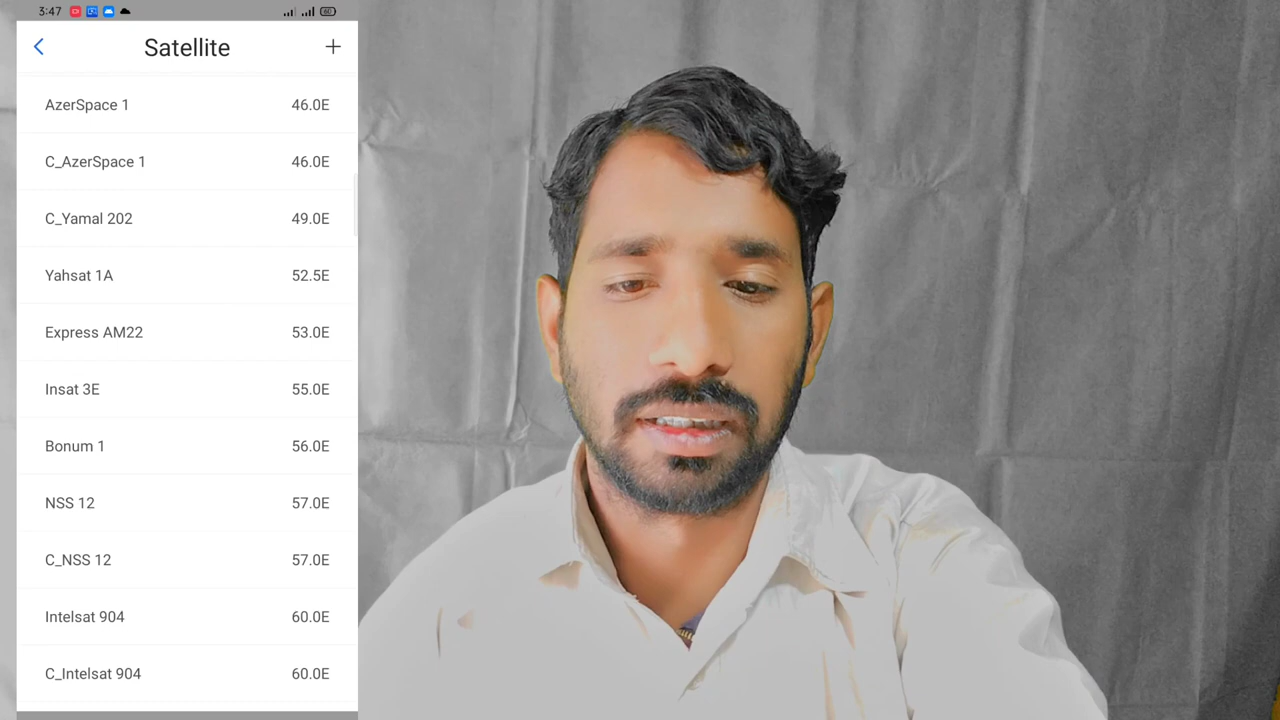 3:47
60
Satellite
AzerSpace 1 46.0E
C_AzerSpace 1 46.0E
C_Yamal 202 49.0E
Yahsat 1A 52.5E
Express AM22 53.0E
Insat 3E 55.0E
Bonum 1 56.0E
NSS 12 57.0E
C_NSS 12 57.0E
Intelsat 904 60.0E
C_Intelsat 904 60.0E